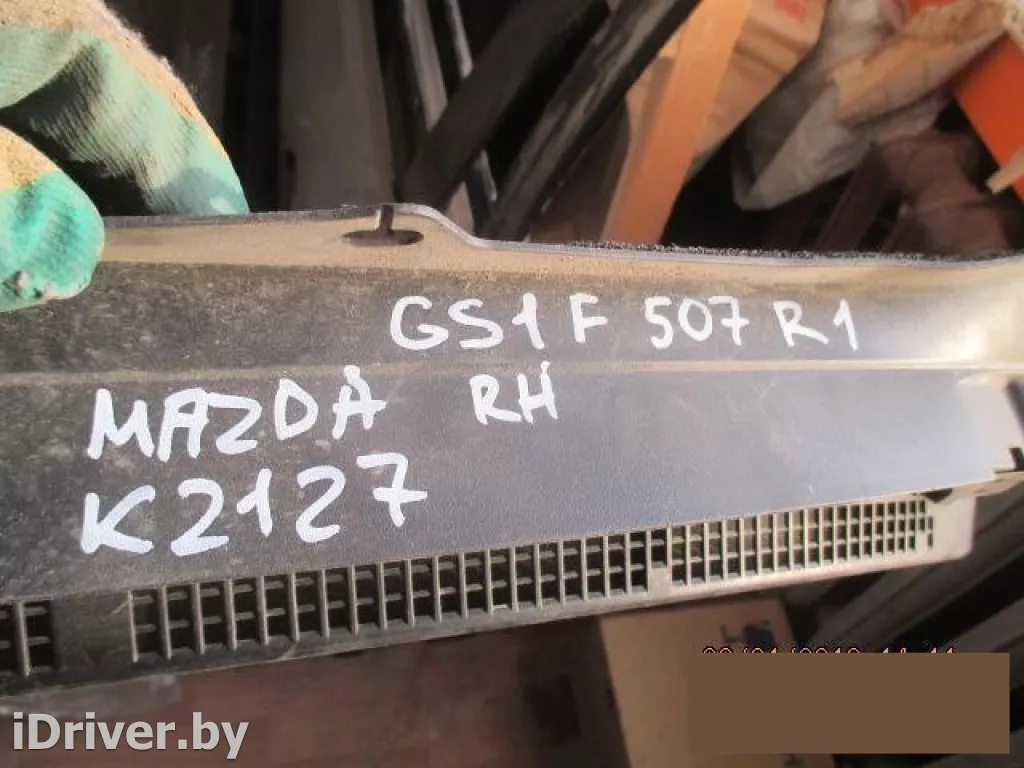 GS1F 507 R1
MAZDA RH
K2127
iDriver.by